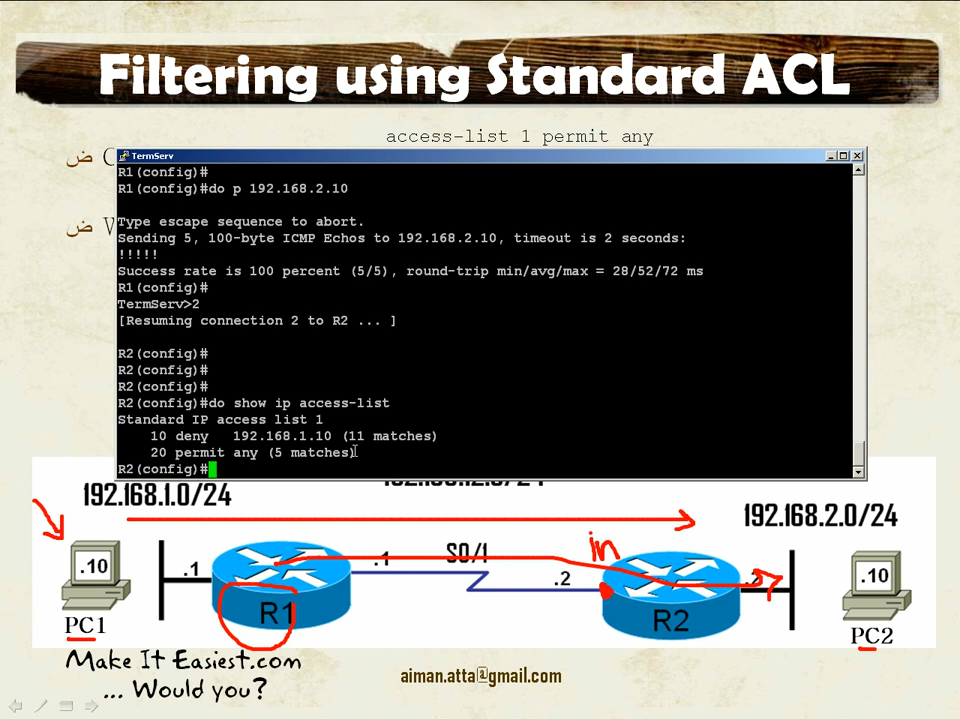 Filtering using Standard ACL
access-list 1 permit any
ض C
ض V
TermServ
R1(config)#
R1(config)#do p 192.168.2.10
Type escape sequence to abort.
Sending 5, 100-byte ICMP Echos to 192.168.2.10, timeout is 2 seconds:
!!!!!
Success rate is 100 percent (5/5), round-trip min/avg/max = 28/52/72 ms
R1(config)#
TermServ>2
[Resuming connection 2 to R2 ... ]
R2(config)#
R2(config)#
R2(config)#
R2(config)#do show ip access-list
Standard IP access list 1
10 deny 192.168.1.10 (11 matches)
20 permit any (5 matches)
R2(config)#
192.168.1.0/24
192.168.2.0/24
in
.10
.1
.1
S0/1
.2
.2
.10
R1
R2
PC1
PC2
Make It Easiest.com
... Would you?
aiman.atta@gmail.com